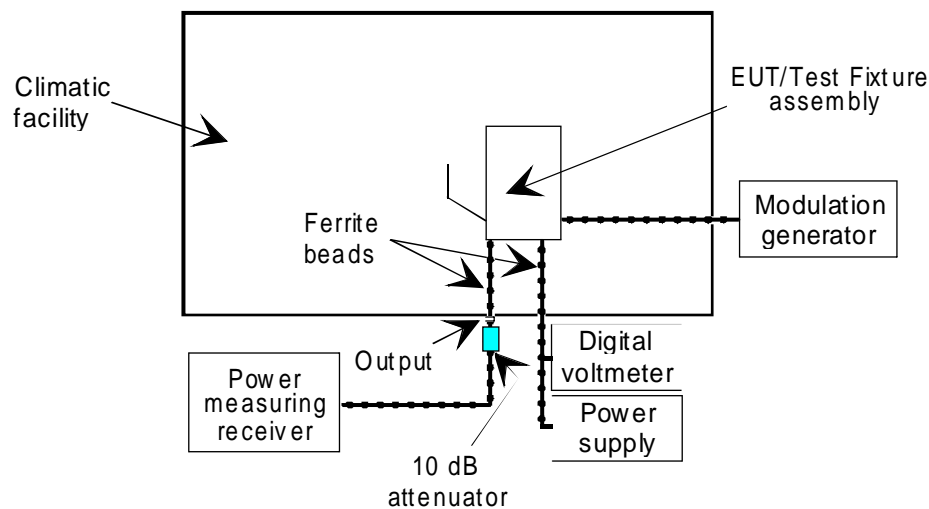 Climatic
facility
EUT/Test Fixture
assembly
Modulation
generator
Ferrite
beads
Output
Digital
voltmeter
Power
measuring
receiver
Power
supply
10 dB
attenuator